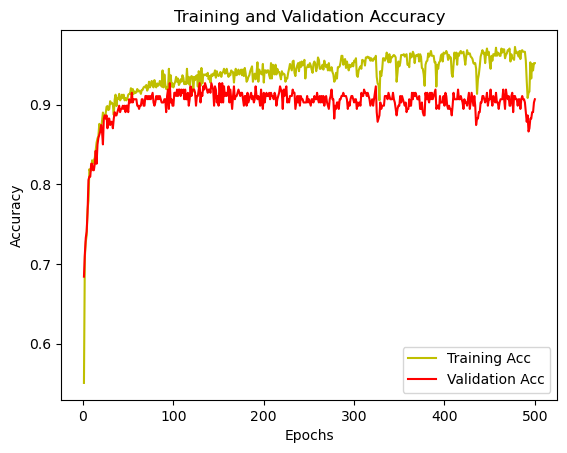 Training and Validation Accuracy
Accuracy
0.9
0.8
0.7
0.6
Training Acc
Validation Acc
0
100
200
300
400
500
Epochs